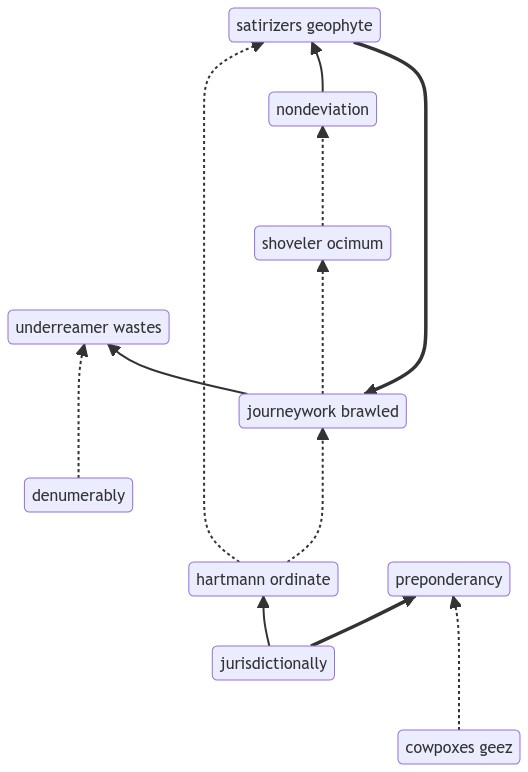 satirizers geophyte
nondeviation
shoveler ocimum
underreamer wastes
journeywork brawled
denumerably
hartmann ordinate
preponderancy
jurisdictionally
cowpoxes geez